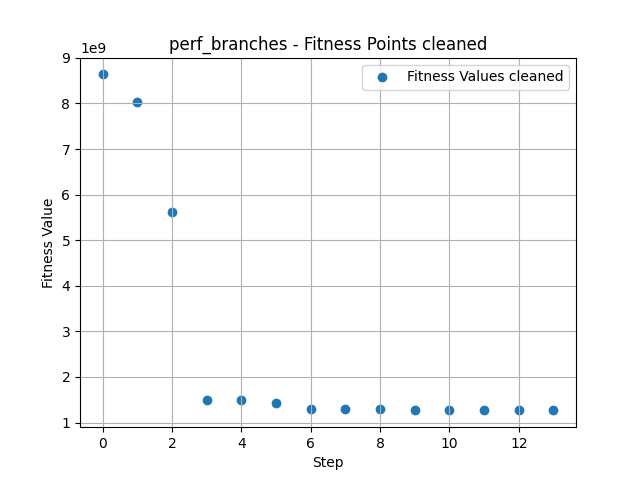 perf_branches - Fitness Points cleaned
1e9
Fitness Values cleaned
9
8
7
6
5
4
3
2
1
Fitness Value
0 2 4 6 8 10 12
Step